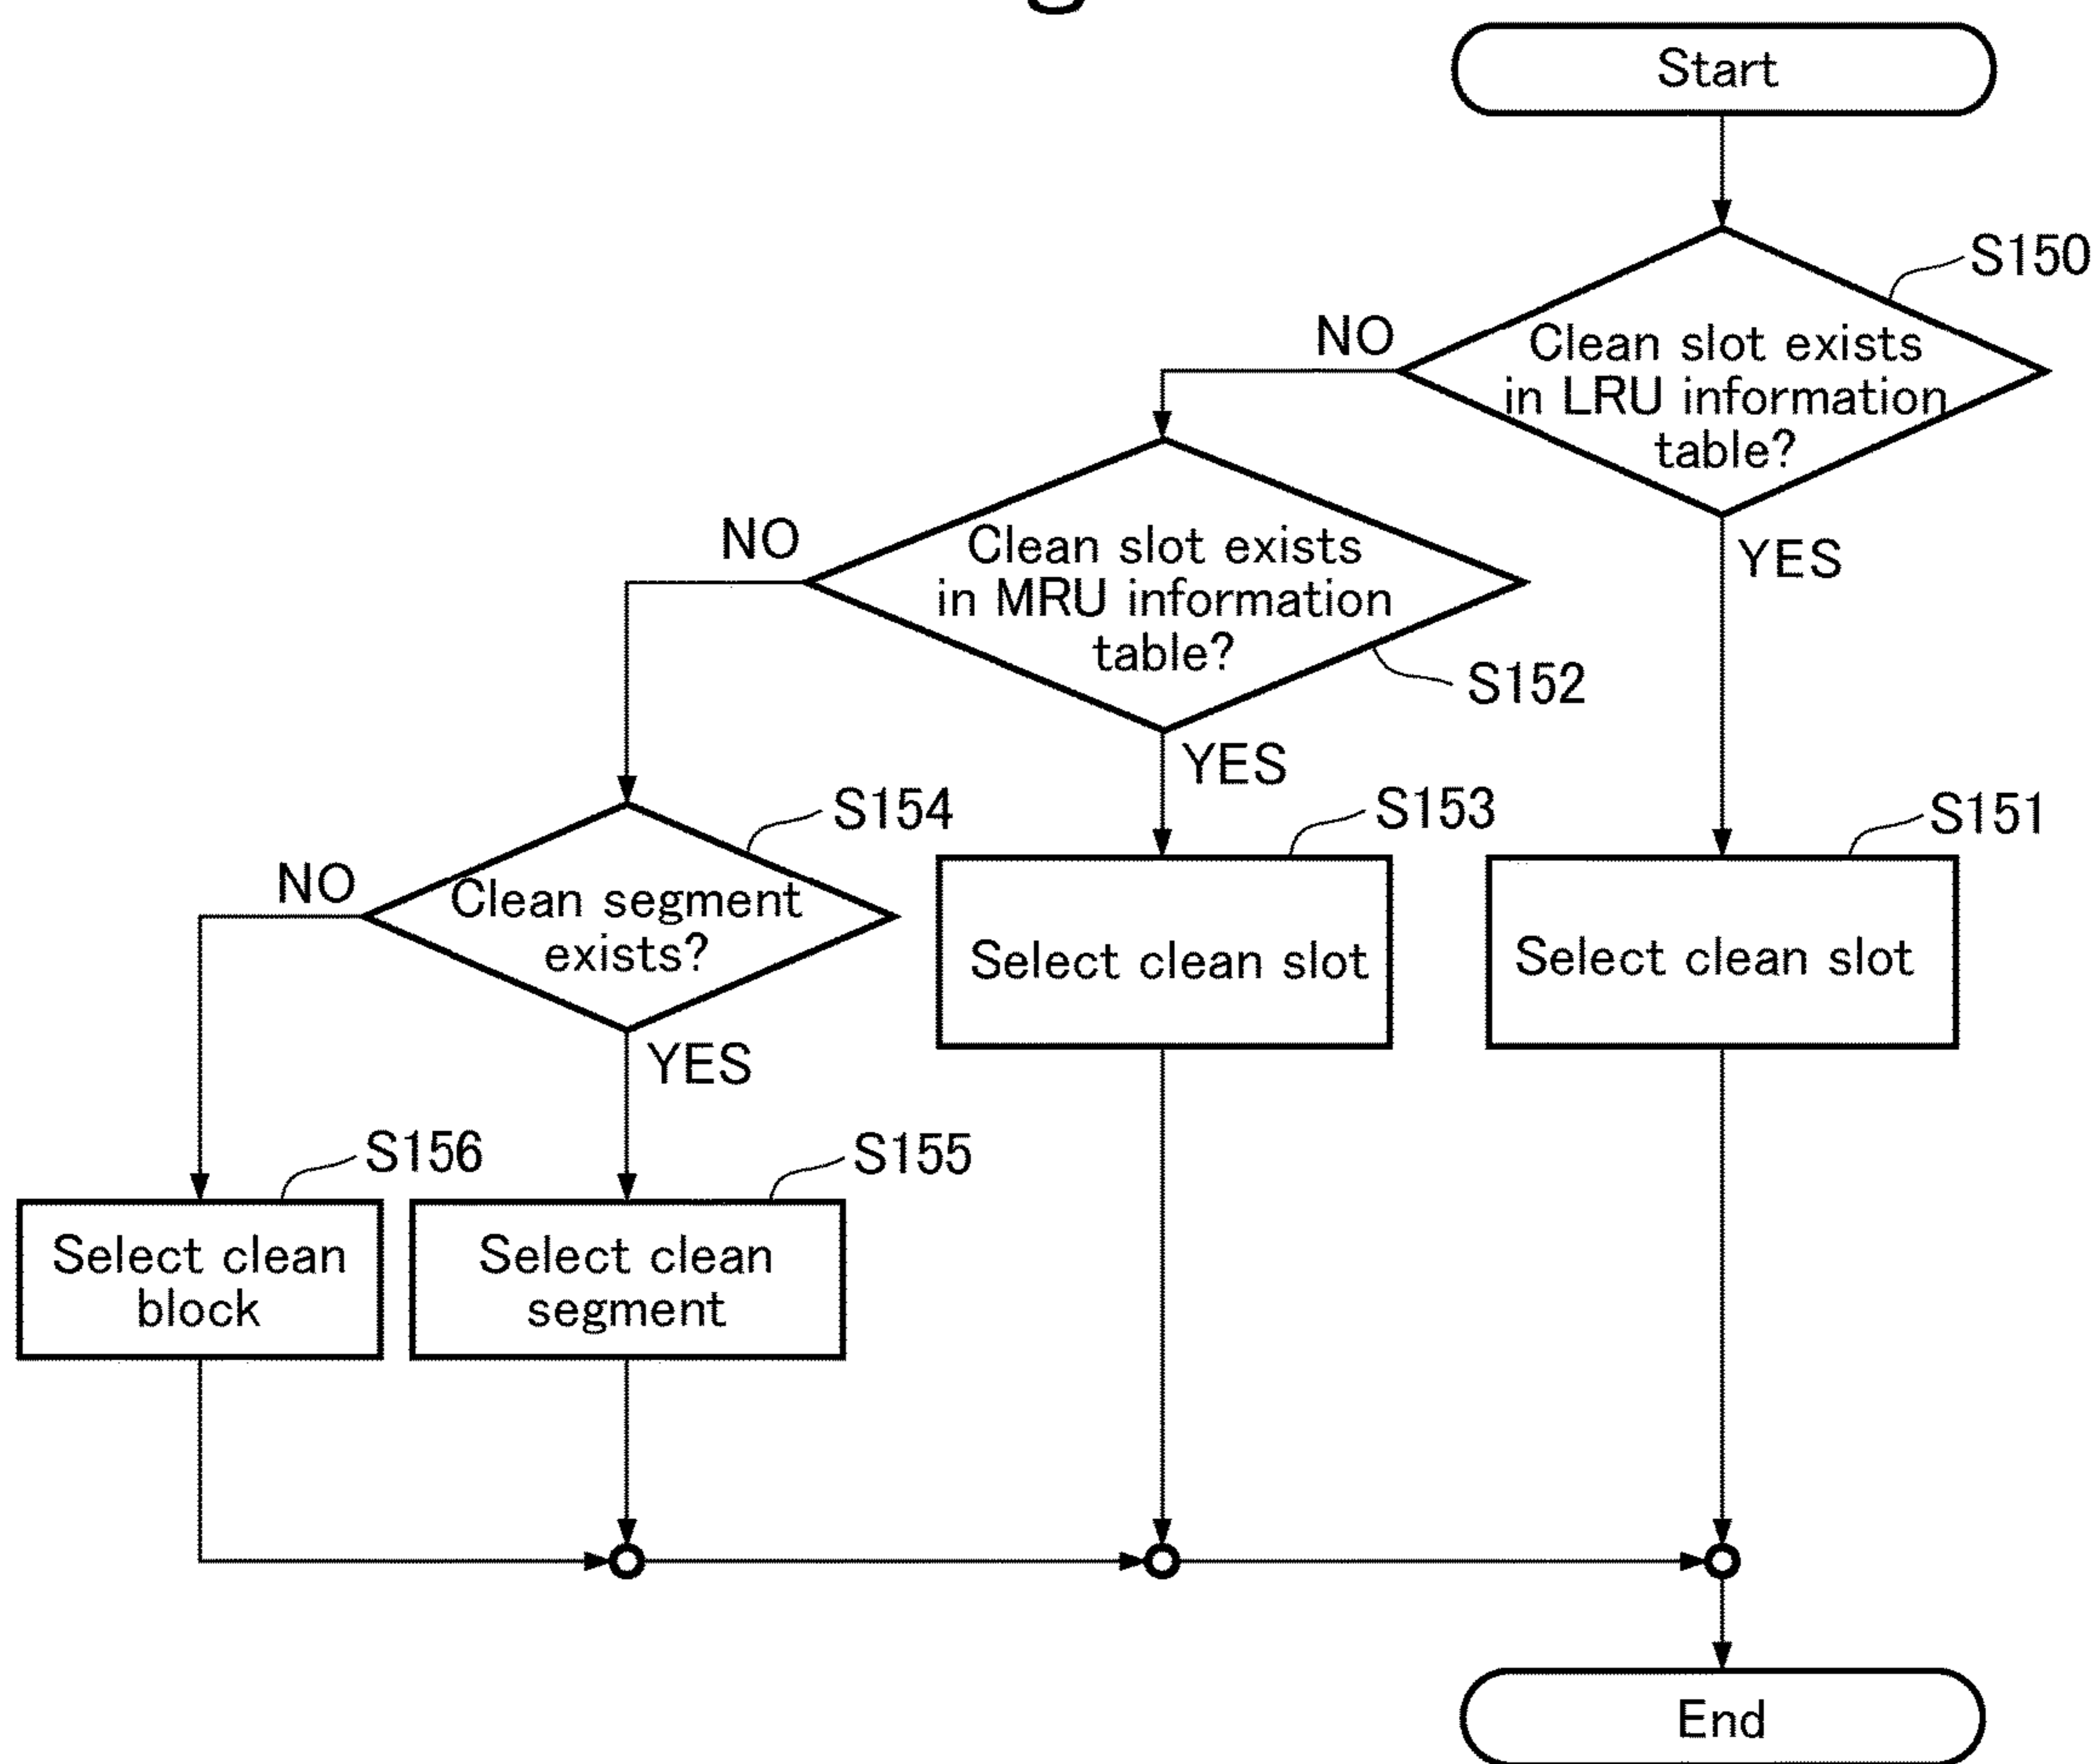 Start
S150
NO
Clean slot exists
in LRU information
table?
YES
NO
Clean slot exists
in MRU information
table?
S152
YES
S154
S153
S151
NO
Clean segment
exists?
Select clean slot
Select clean slot
YES
S156
S155
Select clean
block
Select clean
segment
End